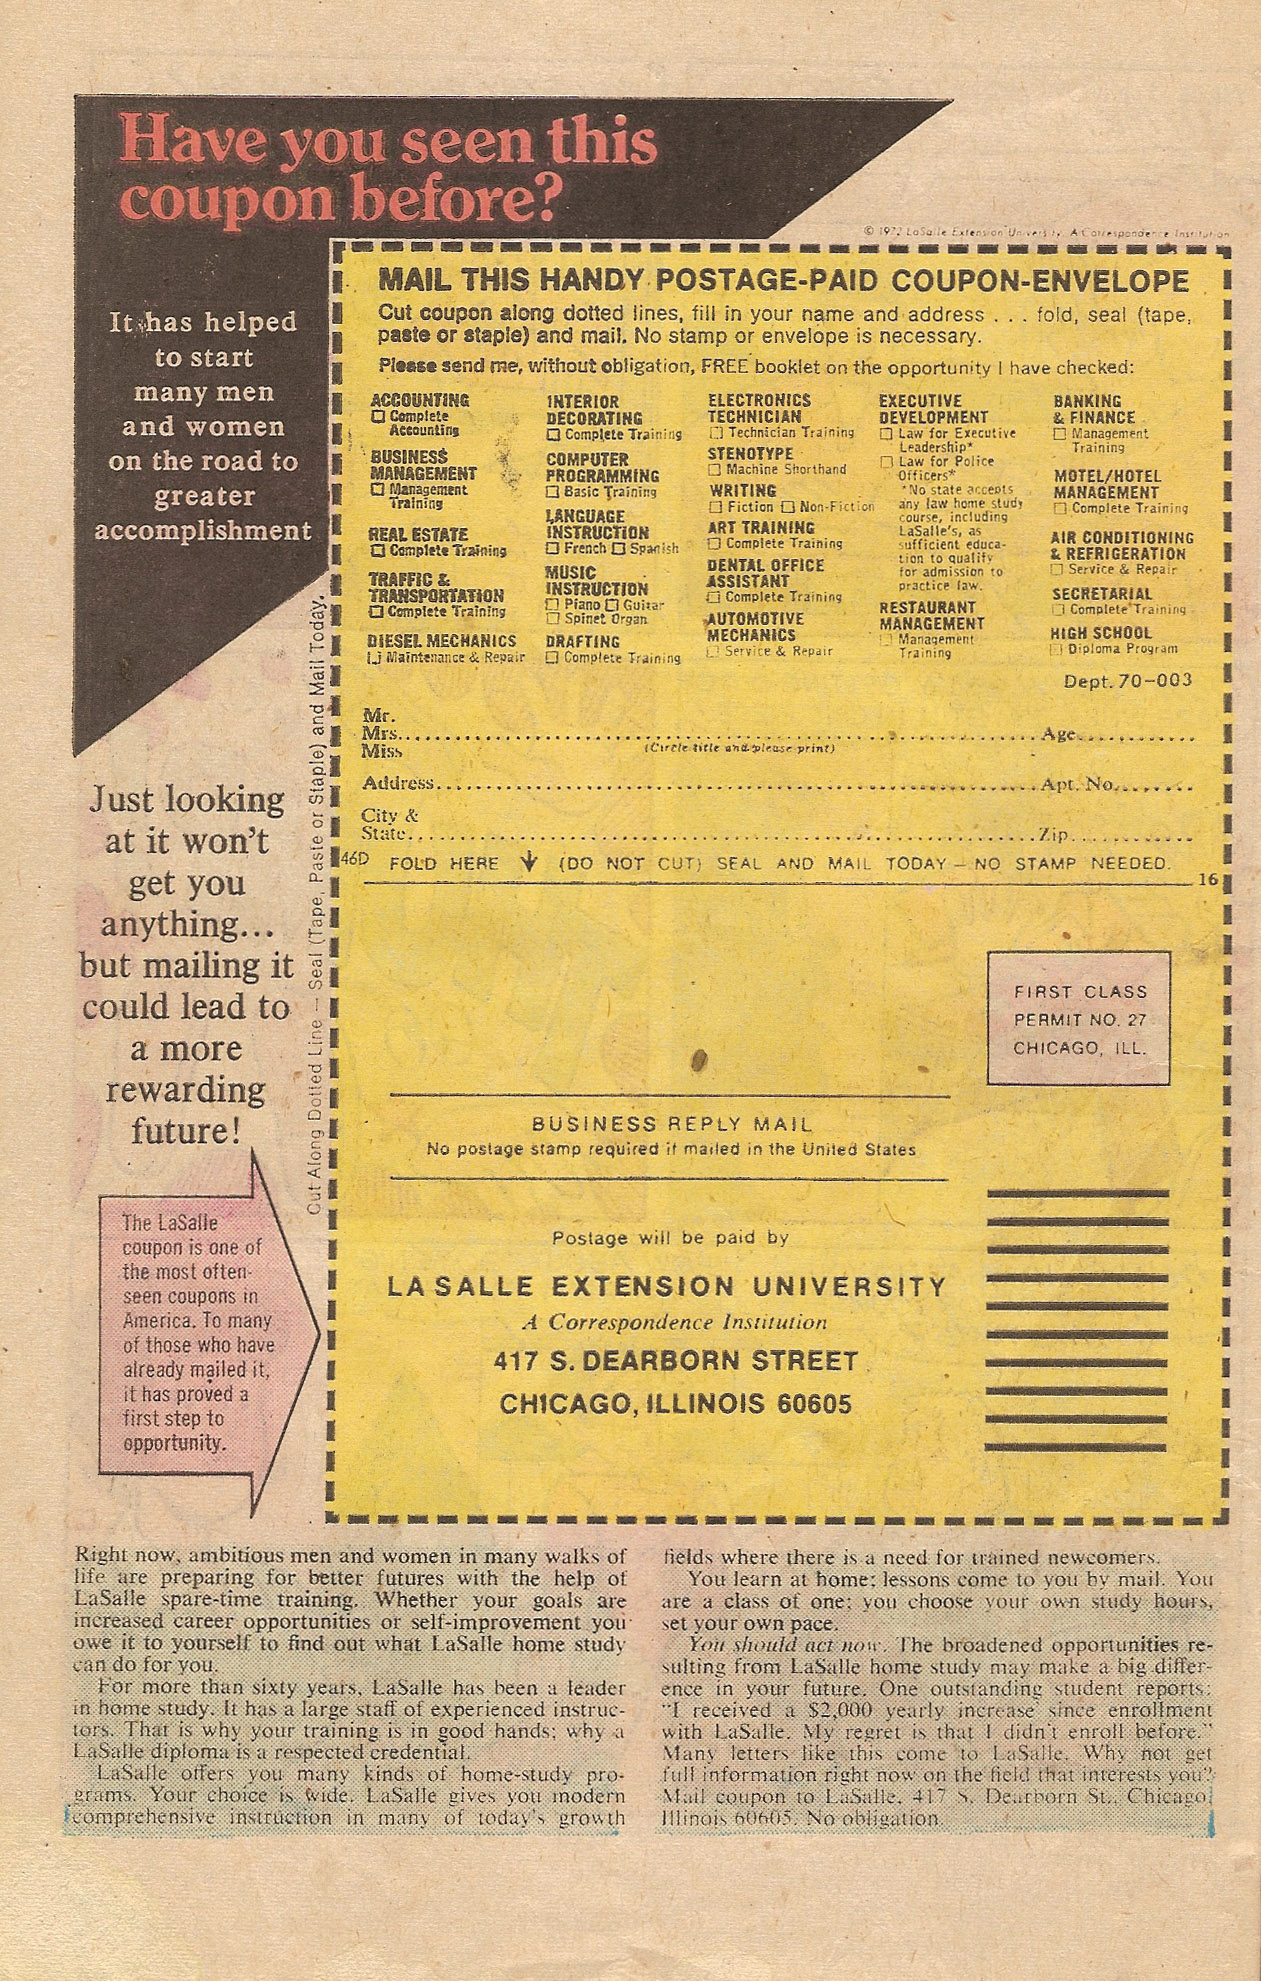 Have you seen this
coupon before?
© 1972 LaSalle Extension University, A Correspondence Institution
It has helped
to start
many men
and women
on the road to
greater
accomplishment
Just looking
at it won't
get you
anything...
but mailing it
could lead to
a more
rewarding
future!
The LaSalle
coupon is one of
the most often-
seen coupons in
America. To many
of those who have
already mailed it,
it has proved a
first step to
opportunity.
Cut Along Dotted Line — Seal (Tape, Paste or Staple) and Mail Today.
MAIL THIS HANDY POSTAGE-PAID COUPON-ENVELOPE
Cut coupon along dotted lines, fill in your name and address . . . fold, seal (tape,
paste or staple) and mail. No stamp or envelope is necessary.
Please send me, without obligation, FREE booklet on the opportunity I have checked:
ACCOUNTING
☐ Complete
Accounting
BUSINESS
MANAGEMENT
☐ Management
Training
REAL ESTATE
☐ Complete Training
TRAFFIC &
TRANSPORTATION
☐ Complete Training
DIESEL MECHANICS
☐ Maintenance & Repair
INTERIOR
DECORATING
☐ Complete Training
COMPUTER
PROGRAMMING
☐ Basic Training
LANGUAGE
INSTRUCTION
☐ French ☐ Spanish
MUSIC
INSTRUCTION
☐ Piano ☐ Guitar
☐ Spinet Organ
DRAFTING
☐ Complete Training
ELECTRONICS
TECHNICIAN
☐ Technician Training
STENOTYPE
☐ Machine Shorthand
WRITING
☐ Fiction ☐ Non-Fiction
ART TRAINING
☐ Complete Training
DENTAL OFFICE
ASSISTANT
☐ Complete Training
AUTOMOTIVE
MECHANICS
☐ Service & Repair
EXECUTIVE
DEVELOPMENT
☐ Law for Executive
Leadership*
☐ Law for Police
Officers*
*No state accepts
any law home study
course, including
LaSalle's, as
sufficient educa-
tion to qualify
for admission to
practice law.
RESTAURANT
MANAGEMENT
☐ Management
Training
BANKING
& FINANCE
☐ Management
Training
MOTEL/HOTEL
MANAGEMENT
☐ Complete Training
AIR CONDITIONING
& REFRIGERATION
☐ Service & Repair
SECRETARIAL
☐ Complete Training
HIGH SCHOOL
☐ Diploma Program
Dept. 70-003
Mr.
Mrs. Age
Miss (Circle title and please print)
Address Apt. No.
City &
State Zip
46D FOLD HERE ↓ (DO NOT CUT) SEAL AND MAIL TODAY — NO STAMP NEEDED.
16
FIRST CLASS
PERMIT NO. 27
CHICAGO, ILL.
BUSINESS REPLY MAIL
No postage stamp required if mailed in the United States
Postage will be paid by
LA SALLE EXTENSION UNIVERSITY
A Correspondence Institution
417 S. DEARBORN STREET
CHICAGO, ILLINOIS 60605
Right now, ambitious men and women in many walks of
life are preparing for better futures with the help of
LaSalle spare-time training. Whether your goals are
increased career opportunities or self-improvement you
owe it to yourself to find out what LaSalle home study
can do for you.
For more than sixty years, LaSalle has been a leader
in home study. It has a large staff of experienced instruc-
tors. That is why your training is in good hands; why a
LaSalle diploma is a respected credential.
LaSalle offers you many kinds of home-study pro-
grams. Your choice is wide. LaSalle gives you modern
comprehensive instruction in many of today's growth
fields where there is a need for trained newcomers.
You learn at home; lessons come to you by mail. You
are a class of one; you choose your own study hours,
set your own pace.
You should act now. The broadened opportunities re-
sulting from LaSalle home study may make a big differ-
ence in your future. One outstanding student reports:
"I received a $2,000 yearly increase since enrollment
with LaSalle. My regret is that I didn't enroll before."
Many letters like this come to LaSalle. Why not get
full information right now on the field that interests you?
Mail coupon to LaSalle, 417 S. Dearborn St., Chicago,
Illinois 60605. No obligation.